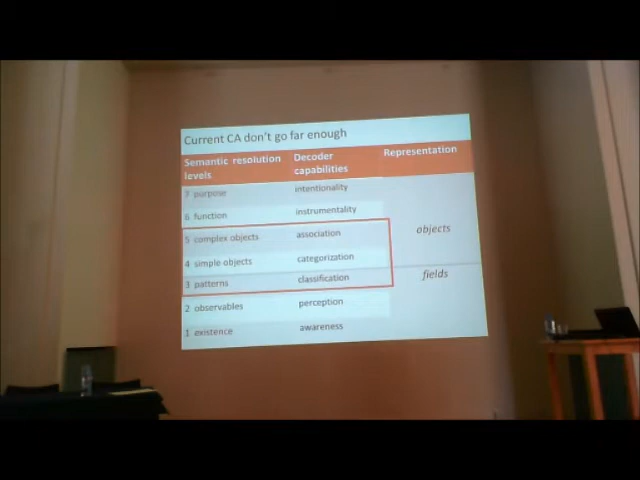 Current CA don't go far enough
Semantic resolution levels Decoder capabilities Representation
7 purpose intentionality
6 function instrumentality
5 complex objects association
objects
4 simple objects categorization
3 patterns classification
fields
2 observables perception
1 existence awareness